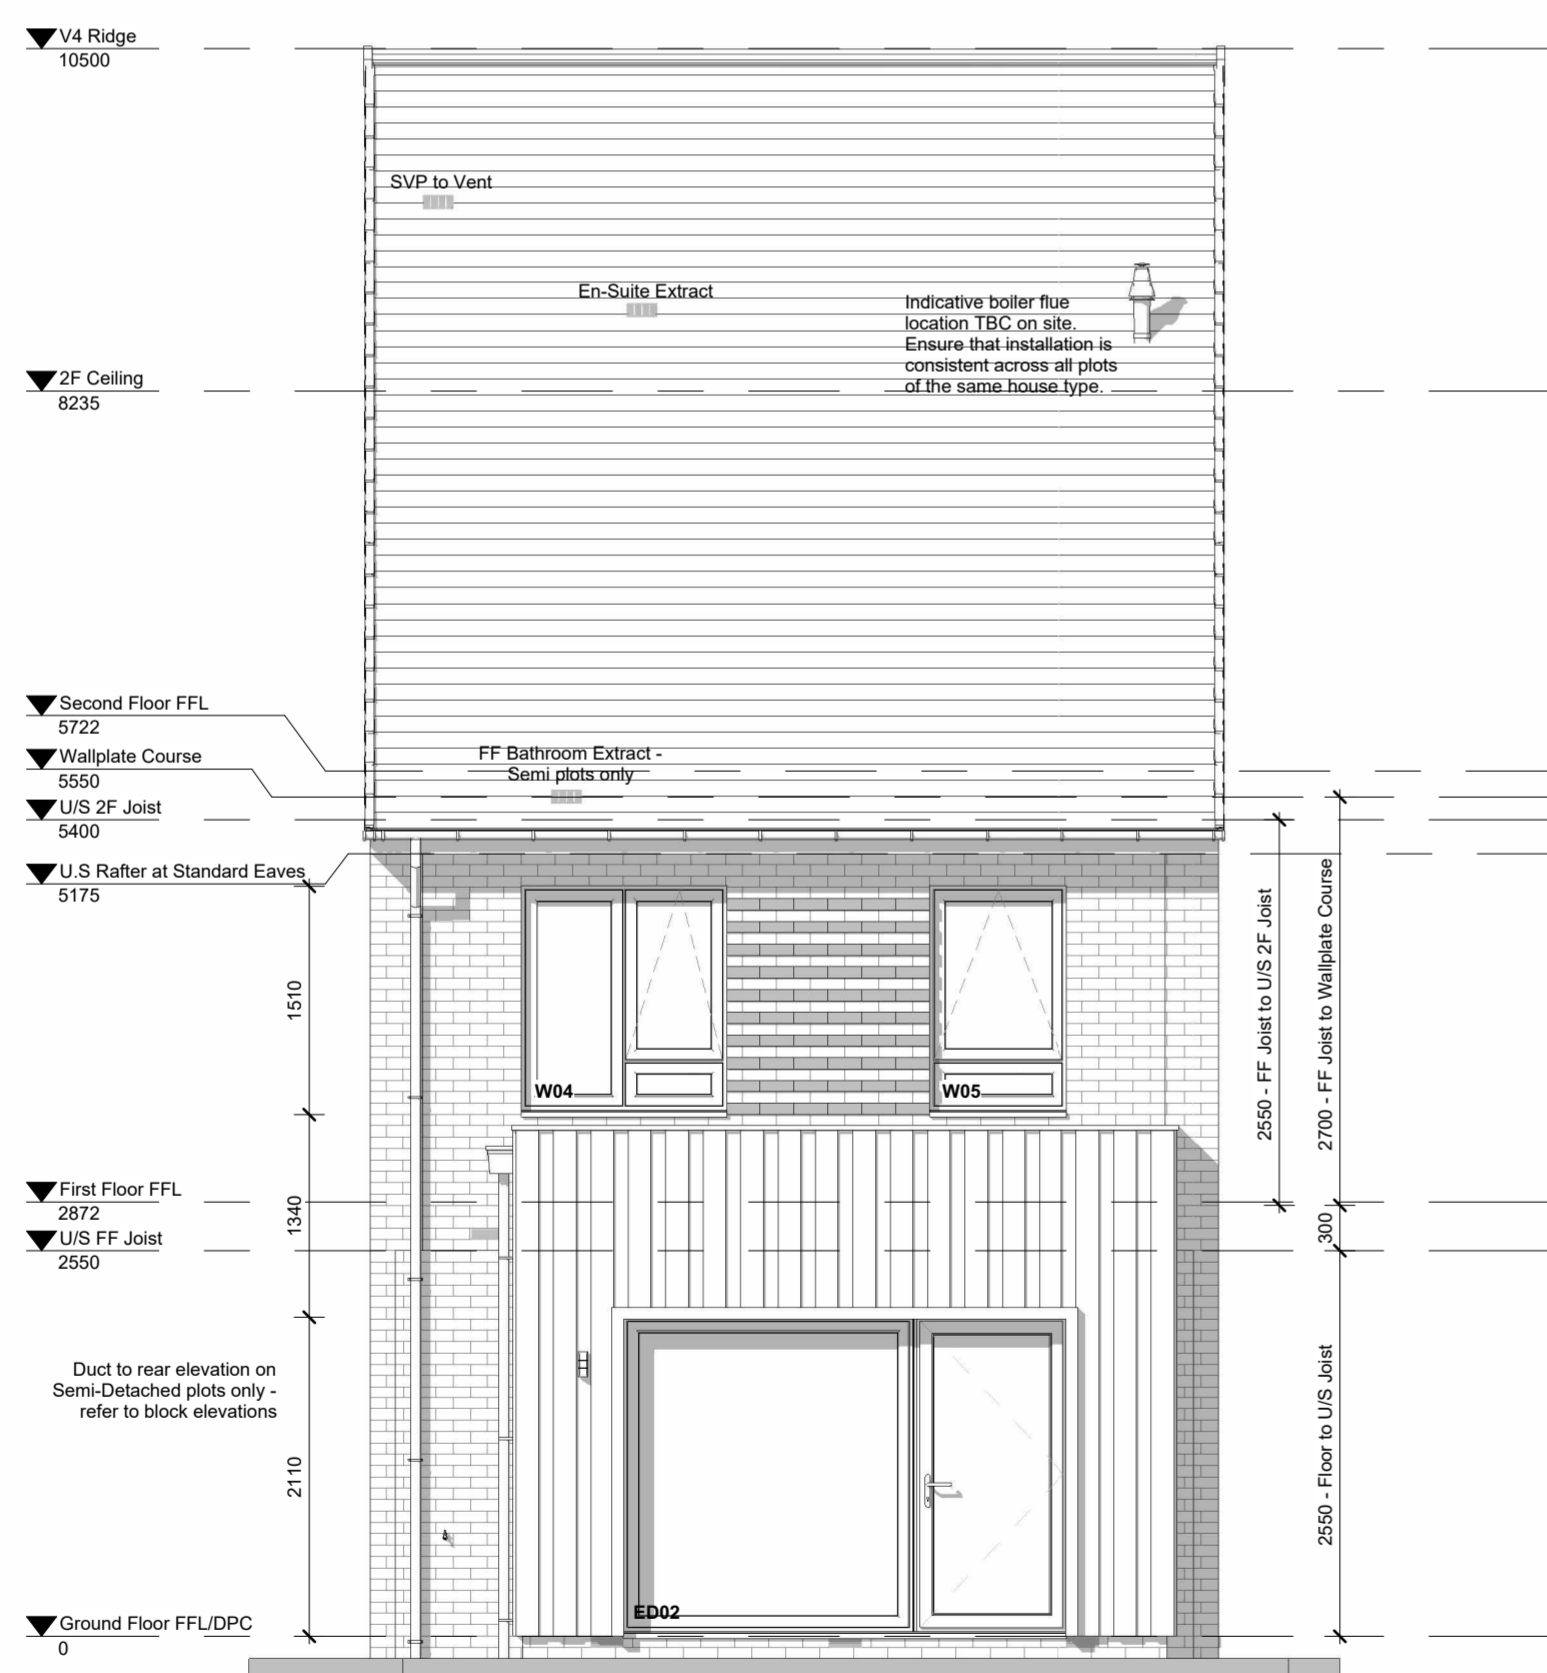 V4 Ridge
10500
SVP to Vent
En-Suite Extract
Indicative boiler flue
location TBC on site.
Ensure that installation is
consistent across all plots
of the same house type.
2F Ceiling
8235
Second Floor FFL
5722
Wallplate Course
5550
FF Bathroom Extract -
Semi plots only
U/S 2F Joist
5400
U.S Rafter at Standard Eaves
5175
1510
W04
W05
2550 - FF Joist to U/S 2F Joist
2700 - FF Joist to Wallplate Course
First Floor FFL
2872
1340
300
U/S FF Joist
2550
Duct to rear elevation on
Semi-Detached plots only -
refer to block elevations
2110
2550 - Floor to U/S Joist
ED02
Ground Floor FFL/DPC
0